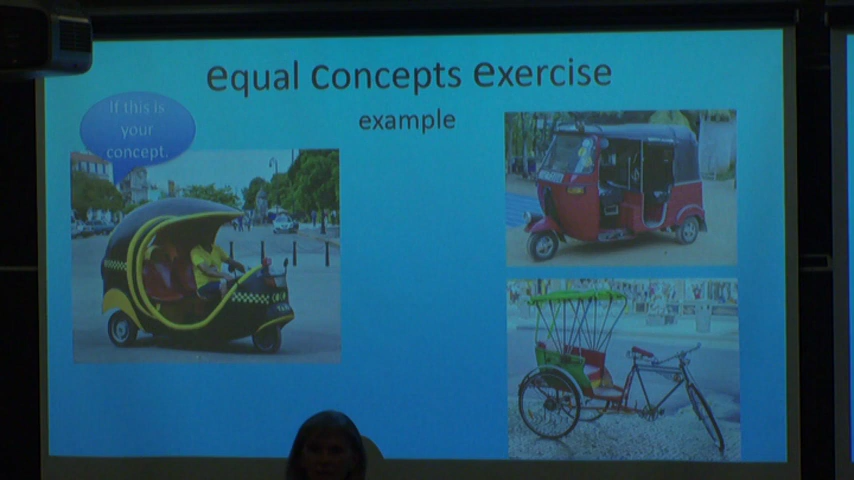 equal Concepts exercise
example
If this is
your
concept.